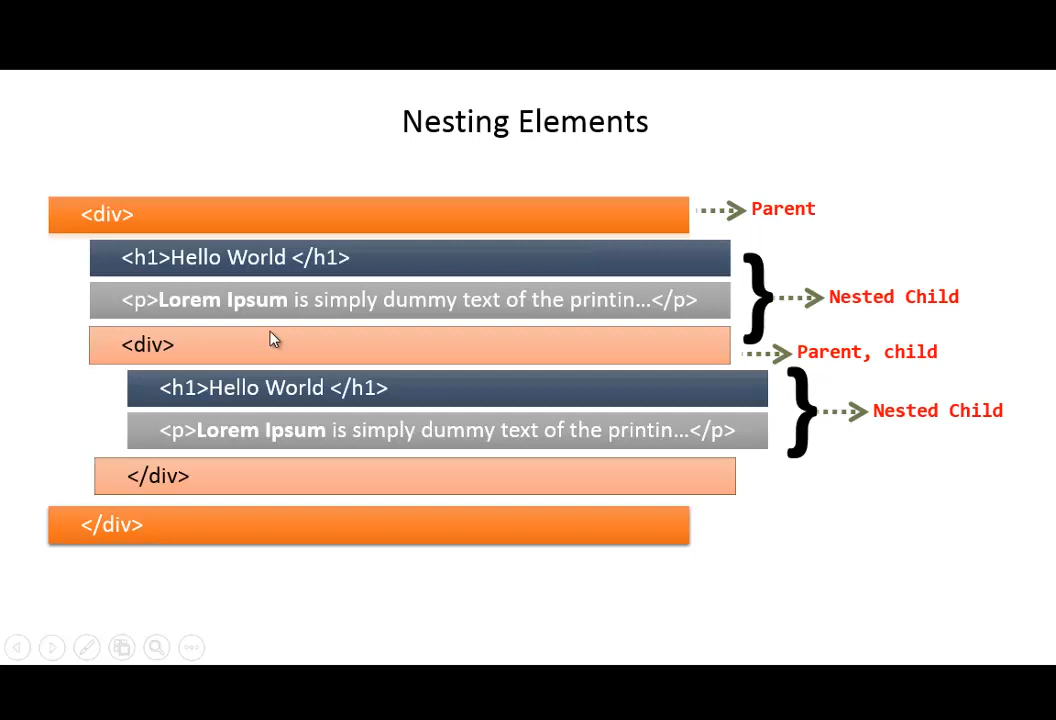 Nesting Elements
<div>
Parent
<h1>Hello World </h1>
<p>Lorem Ipsum is simply dummy text of the printin...</p>
Nested Child
<div>
Parent, child
<h1>Hello World </h1>
<p>Lorem Ipsum is simply dummy text of the printin...</p>
Nested Child
</div>
</div>